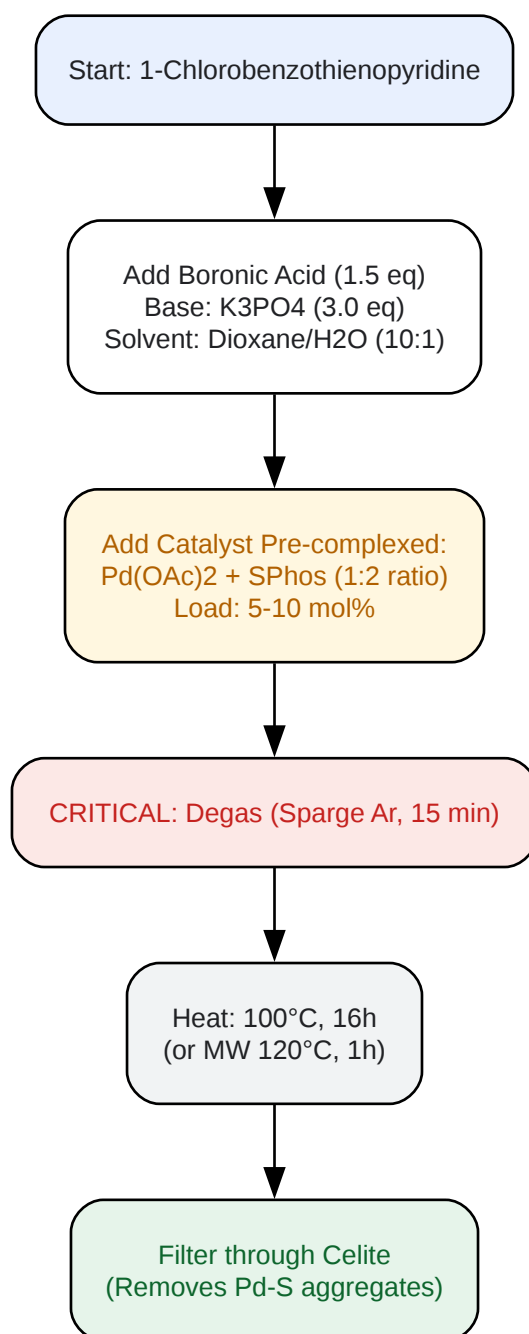 Start: 1-Chlorobenzothienopyridine
Add Boronic Acid (1.5 eq)
Base: K3PO4 (3.0 eq)
Solvent: Dioxane/H2O (10:1)
Add Catalyst Pre-complexed:
Pd(OAc)2 + SPhos (1:2 ratio)
Load: 5-10 mol%
CRITICAL: Degas (Sparge Ar, 15 min)
Heat: 100°C, 16h
(or MW 120°C, 1h)
Filter through Celite
(Removes Pd-S aggregates)